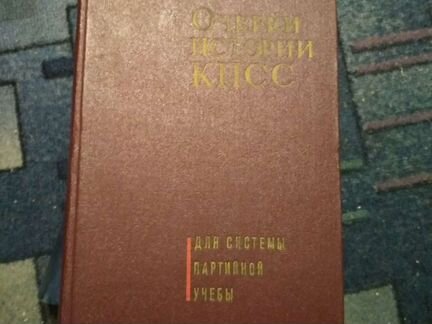 Очерки
истории
КПСС
ДЛЯ СИСТЕМЫ
ПАРТИЙНОЙ
УЧЕБЫ